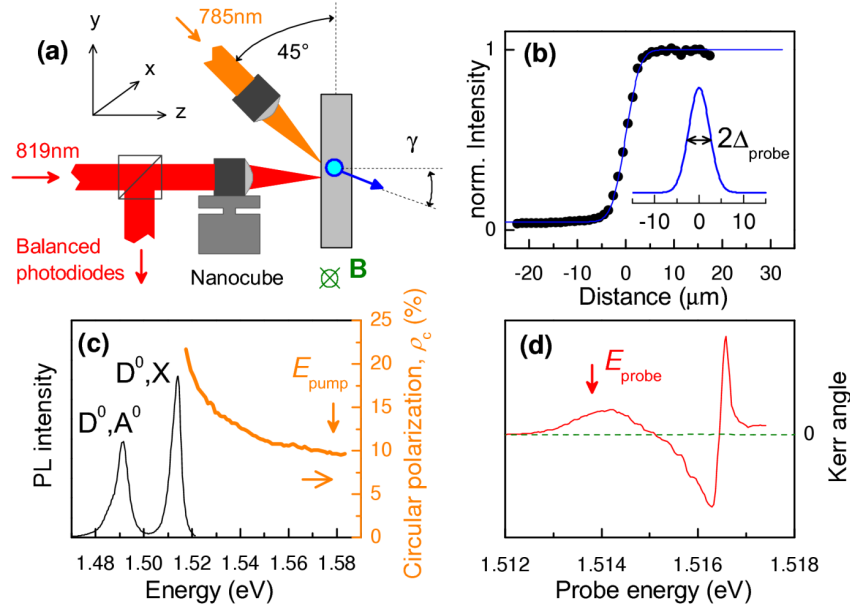 (a)
785nm
45°
y
x
z
819nm
γ
Balanced
photodiodes
Nanocube
B
(b)
norm. Intensity
1
0
2Δprobe
-10 0 10
-20 -10 0 10 20 30
Distance (μm)
(c)
PL intensity
D⁰,A⁰
D⁰,X
Epump
25
20
15
10
5
0
Circular polarization, ρc (%)
1.48 1.50 1.52 1.54 1.56 1.58
Energy (eV)
(d)
Eprobe
0
Kerr angle
1.512 1.514 1.516 1.518
Probe energy (eV)